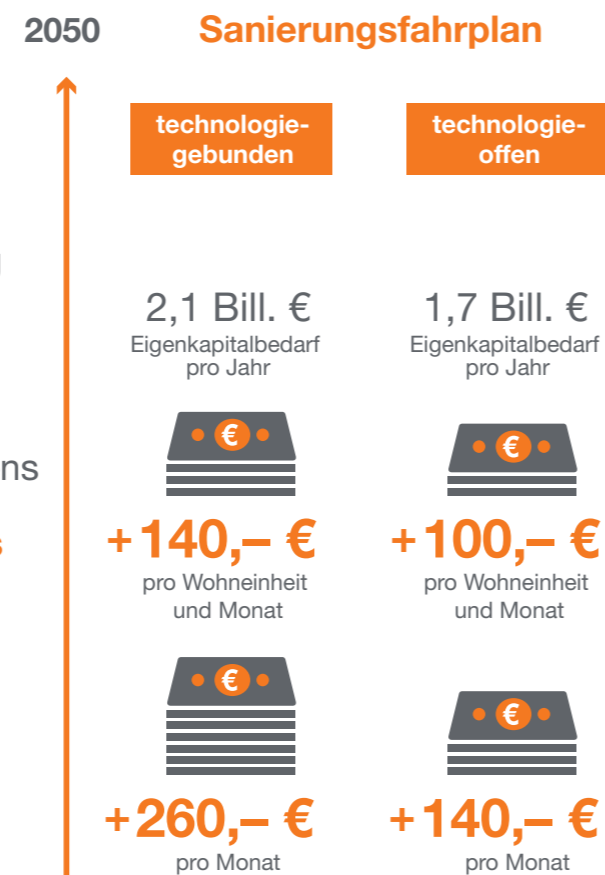 2050
Sanierungsfahrplan
technologie-
gebunden
technologie-
offen
2,1 Bill. €
Eigenkapitalbedarf
pro Jahr
1,7 Bill. €
Eigenkapitalbedarf
pro Jahr
ns
€
€
+140,– €
pro Wohneinheit
und Monat
+100,– €
pro Wohneinheit
und Monat
€
€
+260,– €
pro Monat
+140,– €
pro Monat